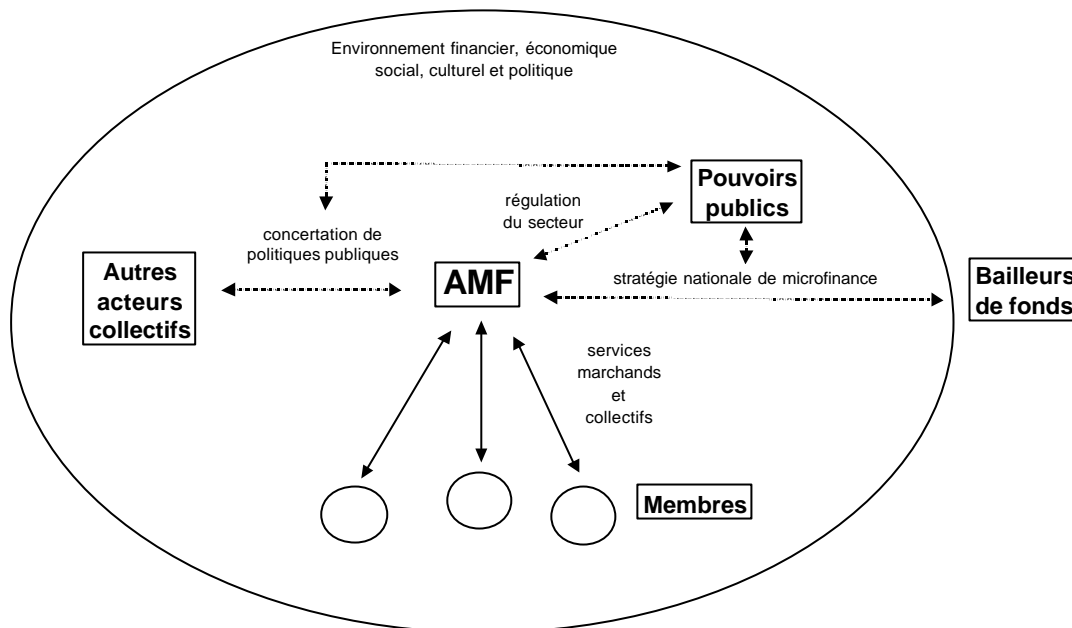 Environnement financier, économique
social, culturel et politique
Pouvoirs
publics
régulation
du secteur
concertation de
politiques publiques
Autres
acteurs
collectifs
AMF
stratégie nationale de microfinance
Bailleurs
de fonds
services
marchands
et
collectifs
Membres